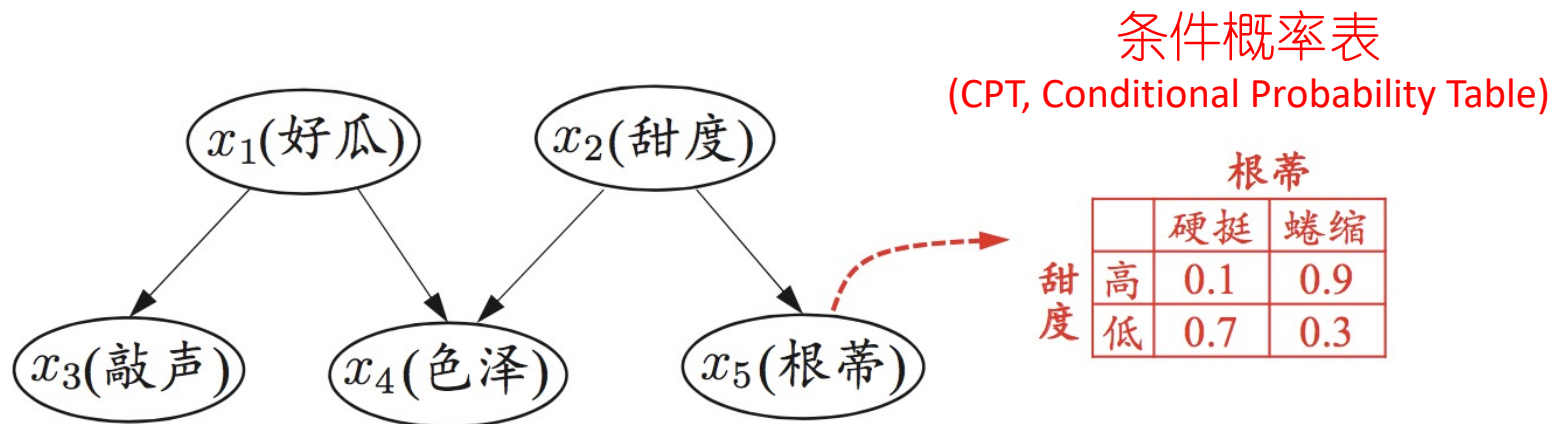 条件概率表
(CPT, Conditional Probability Table)
x₁(好瓜)
x₂(甜度)
x₃(敲声)
x₄(色泽)
x₅(根蒂)
根蒂
硬挺 蜷缩
甜度
高 0.1 0.9
低 0.7 0.3